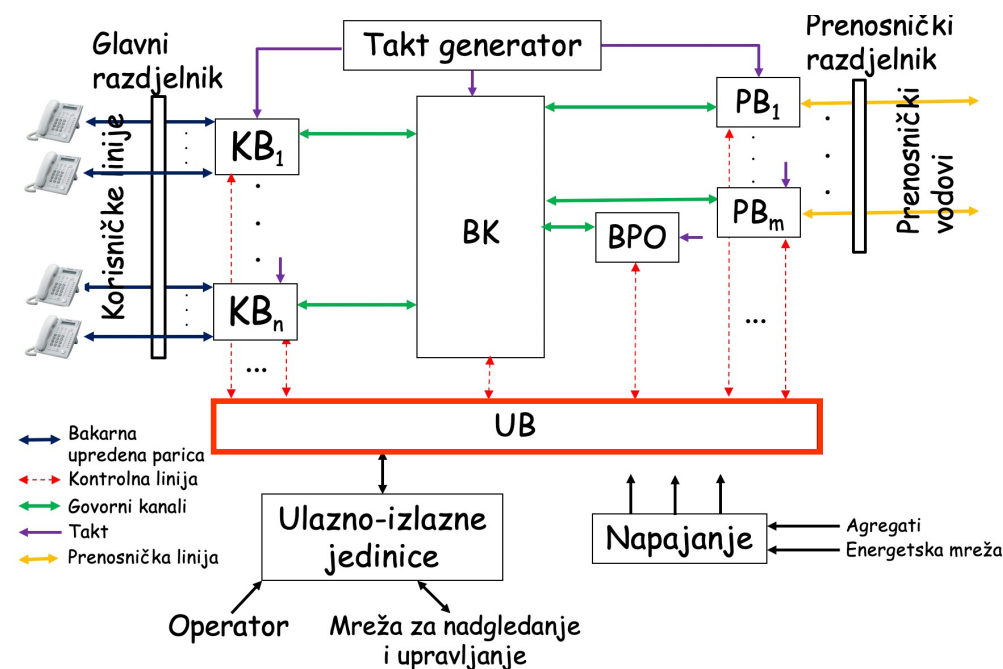 Glavni
razdjelnik
Takt generator
Prenosnički
razdjelnik
Korisničke linije
KB1
KBn
...
BK
PB1
PBm
BPO
...
Prenosnički
vodovi
UB
Bakarna
upredena parica
Kontrolna linija
Govorni kanali
Takt
Prenosnička linija
Ulazno-izlazne
jedinice
Napajanje
Agregati
Energetska mreža
Operator
Mreža za nadgledanje
i upravljanje